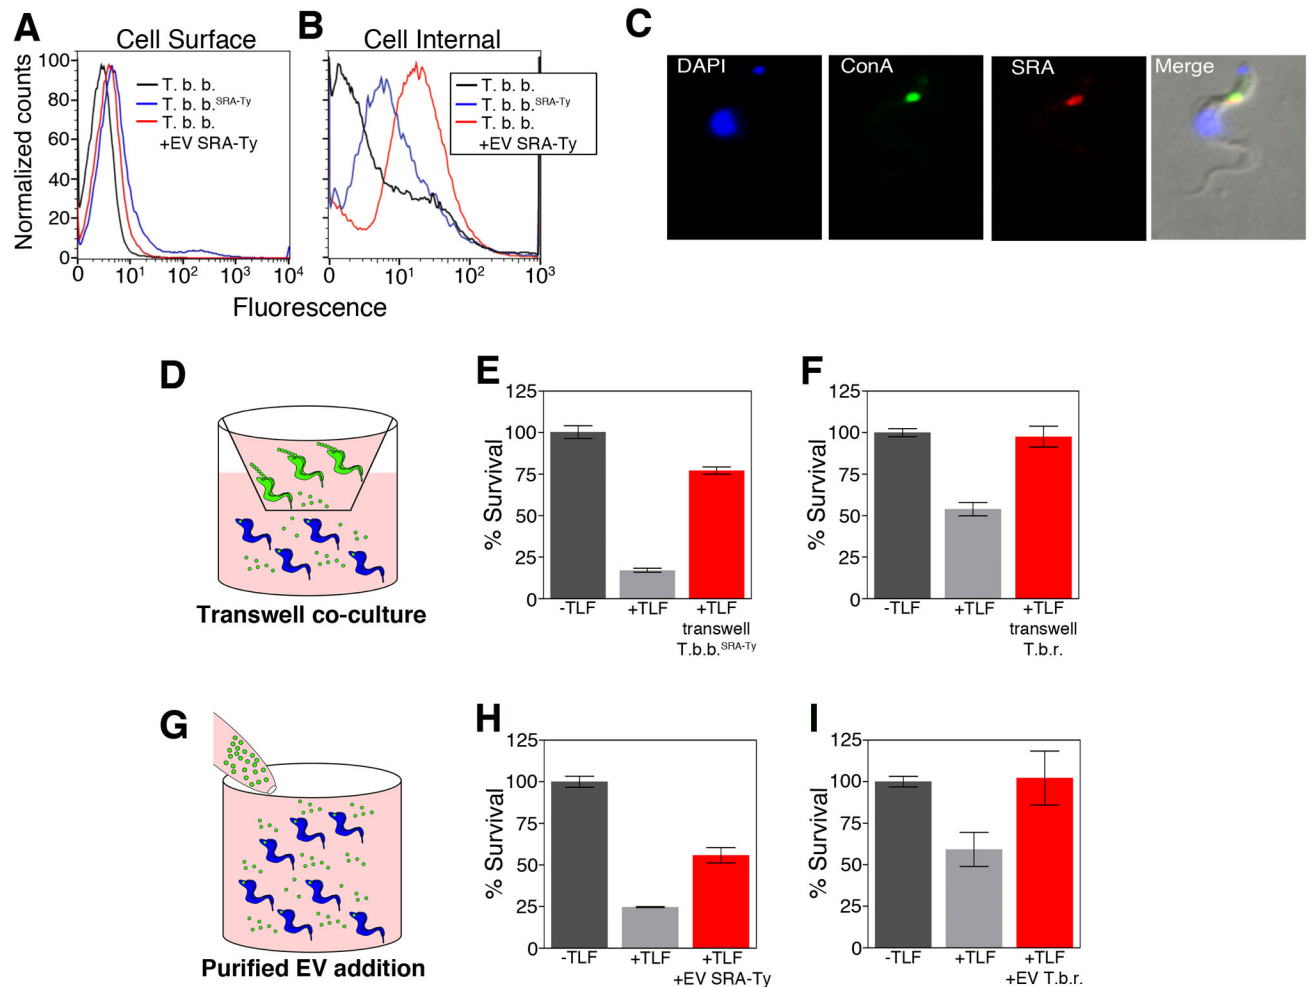 A
B
C
Cell Surface
Cell Internal
Normalized counts
100
80
60
40
20
0
T. b. b.
T. b. b.SRA-Ty
T. b. b.
+EV SRA-Ty
0 10¹ 10² 10³ 10⁴
T. b. b.
T. b. b.SRA-Ty
T. b. b.
+EV SRA-Ty
0 10¹ 10² 10³
Fluorescence
DAPI
ConA
SRA
Merge
D
Transwell co-culture
E
% Survival
125
100
75
50
25
0
-TLF +TLF +TLF
transwell
T.b.b.SRA-Ty
F
% Survival
125
100
75
50
25
0
-TLF +TLF +TLF
transwell
T.b.r.
G
Purified EV addition
H
% Survival
125
100
75
50
25
0
-TLF +TLF +TLF
+EV SRA-Ty
I
% Survival
125
100
75
50
25
0
-TLF +TLF +TLF
+EV T.b.r.